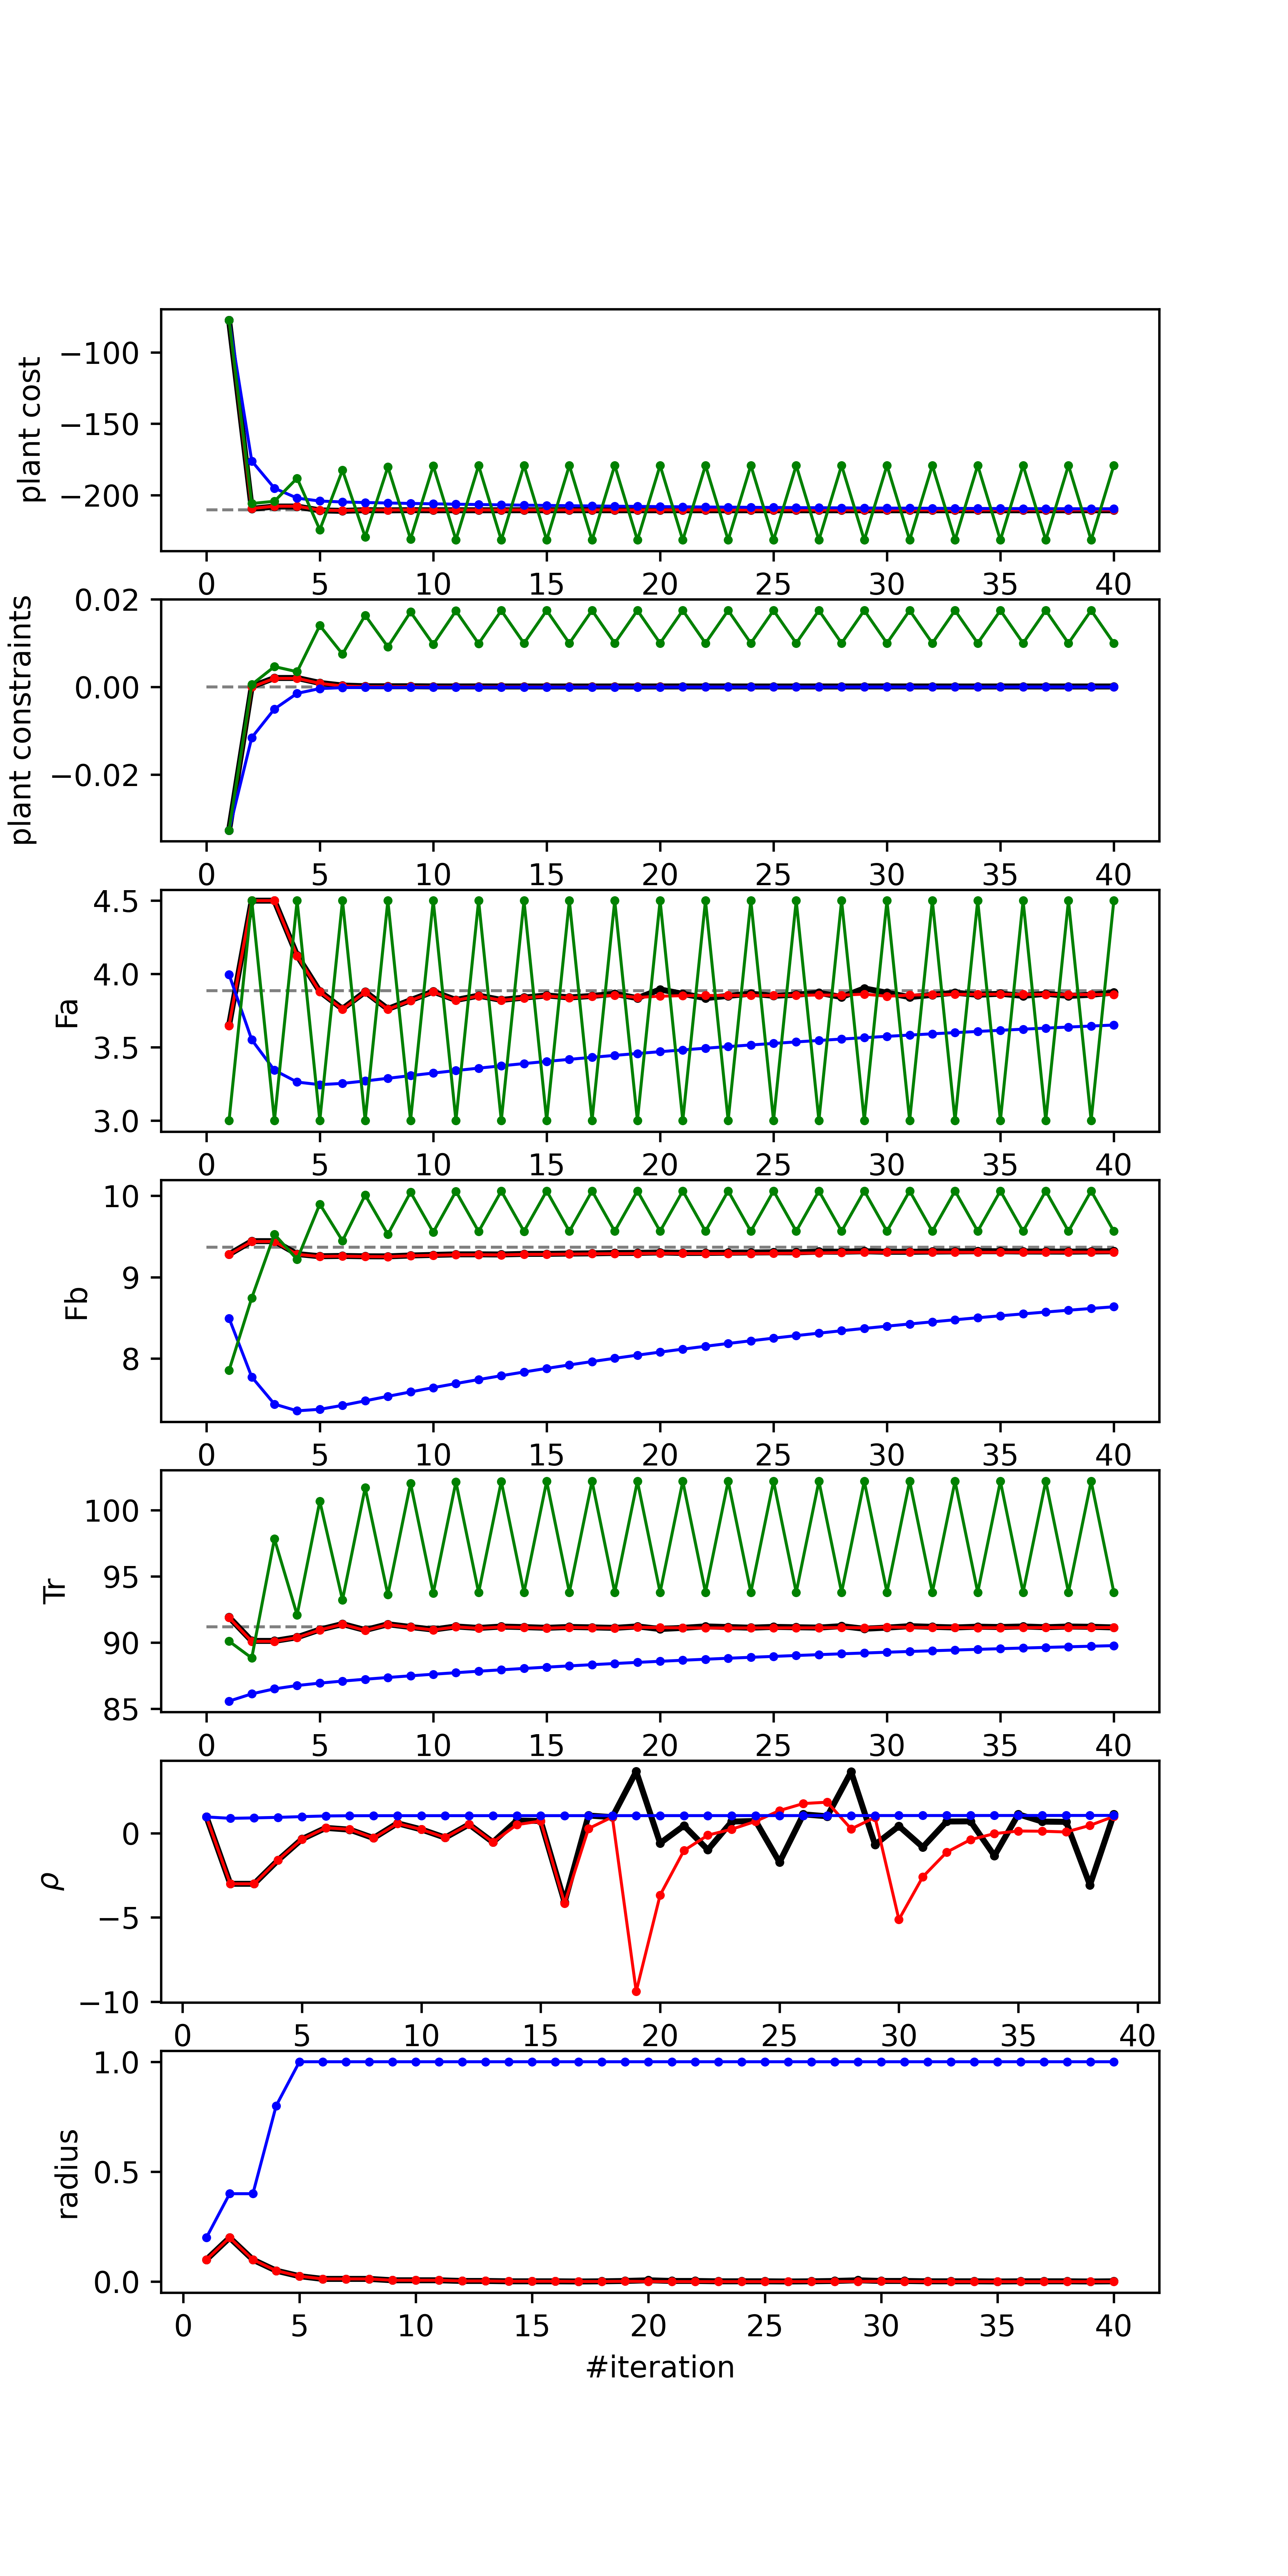 plant cost
−100
−150
−200
0 5 10 15 20 25 30 35 40
plant constraints
0.02
0.00
−0.02
0 5 10 15 20 25 30 35 40
Fa
4.5
4.0
3.5
3.0
0 5 10 15 20 25 30 35 40
Fb
10
9
8
0 5 10 15 20 25 30 35 40
Tr
100
95
90
85
0 5 10 15 20 25 30 35 40
ρ
0
−5
−10
0 5 10 15 20 25 30 35 40
radius
1.0
0.5
0.0
0 5 10 15 20 25 30 35 40
#iteration